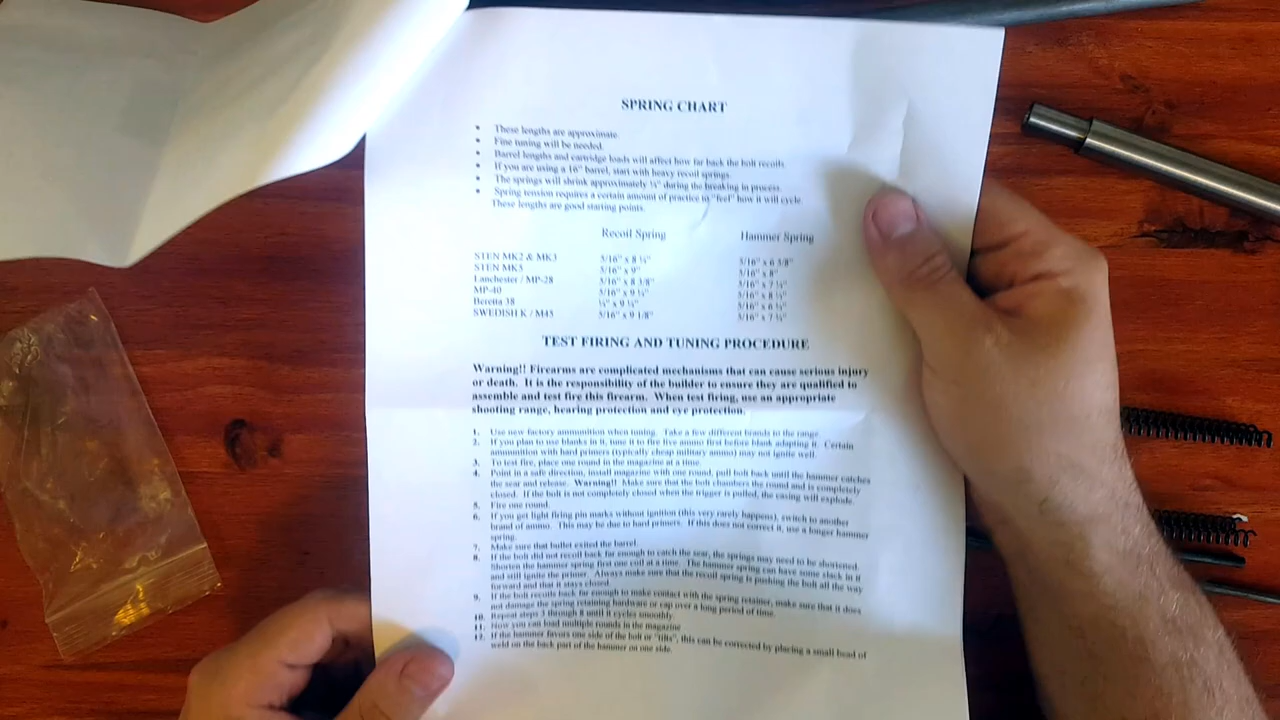 SPRING CHART
• These lengths are approximate.
• Fine tuning will be needed.
• Barrel lengths and cartridge loads will affect how far back the bolt recoils.
• If you are using a 16" barrel, start with heavy recoil springs.
• The springs will shrink approximately ¼" during the breaking in process.
• Spring tension requires a certain amount of practice to "feel" how it will cycle.
These lengths are good starting points.
Recoil Spring Hammer Spring
STEN MK2 & MK3 5/16" x 8 ¼" 5/16" x 6 3/8"
STEN MK5 5/16" x 9" 5/16" x 8"
Lanchester / MP-28 5/16" x 8 3/8" 5/16" x 7 ½"
MP-40 5/16" x 9 ½" 5/16" x 8 ½"
Beretta 38 x 9 ¼" 5/16" x 6 ½"
SWEDISH K / M45 5/16" x 9 1/8" 5/16" x 7 ¼"
TEST FIRING AND TUNING PROCEDURE
Warning!! Firearms are complicated mechanisms that can cause serious injury
or death. It is the responsibility of the builder to ensure they are qualified to
assemble and test fire this firearm. When test firing, use an appropriate
shooting range, hearing protection and eye protection.
1. Use new factory ammunition when tuning. Take a few different brands to the range.
2. If you plan to use blanks in it, tune it to fire live ammo first before blank adapting it. Certain
ammunition with hard primers (typically cheap military ammo) may not ignite well.
3. To test fire, place one round in the magazine at a time.
4. Point in a safe direction, install magazine with one round, pull bolt back until the hammer catches
the sear and release. Warning!! Make sure that the bolt chambers the round and is completely
closed. If the bolt is not completely closed when the trigger is pulled, the casing will explode.
5. Fire one round.
6. If you get light firing pin marks without ignition (this very rarely happens), switch to another
brand of ammo. This may be due to hard primers. If this does not correct it, use a longer hammer
spring.
7. Make sure that bullet exited the barrel.
8. If the bolt did not recoil back far enough to catch the sear, the springs may need to be shortened.
Shorten the hammer spring first one coil at a time. The hammer spring can have some slack in it
and still ignite the primer. Always make sure that the recoil spring is pushing the bolt all the way
forward and that it stays closed.
9. If the bolt recoils back far enough to make contact with the spring retainer, make sure that it does
not damage the spring retaining hardware or cap over a long period of time.
10. Repeat steps 3 through 8 until it cycles smoothly.
11. Now you can load multiple rounds in the magazine
12. If the hammer favors one side of the bolt or "tilts", this can be corrected by placing a small bead of
weld on the back part of the hammer on one side.